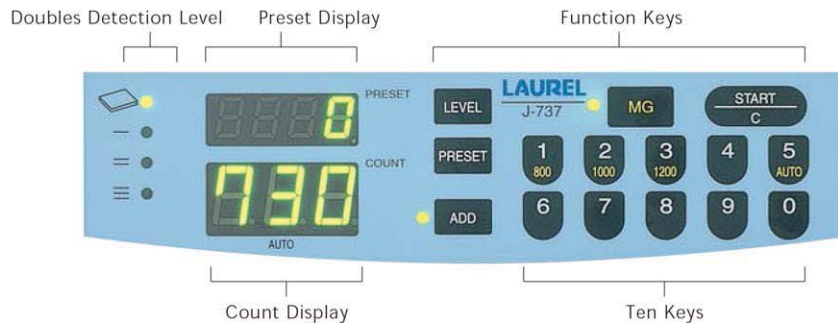 Doubles Detection Level
Preset Display
Function Keys
PRESET
0
COUNT
730
AUTO
LEVEL
PRESET
ADD
LAUREL
J-737
MG
START
C
1 2 3 4 5
800 1000 1200 AUTO
6 7 8 9 0
Count Display
Ten Keys